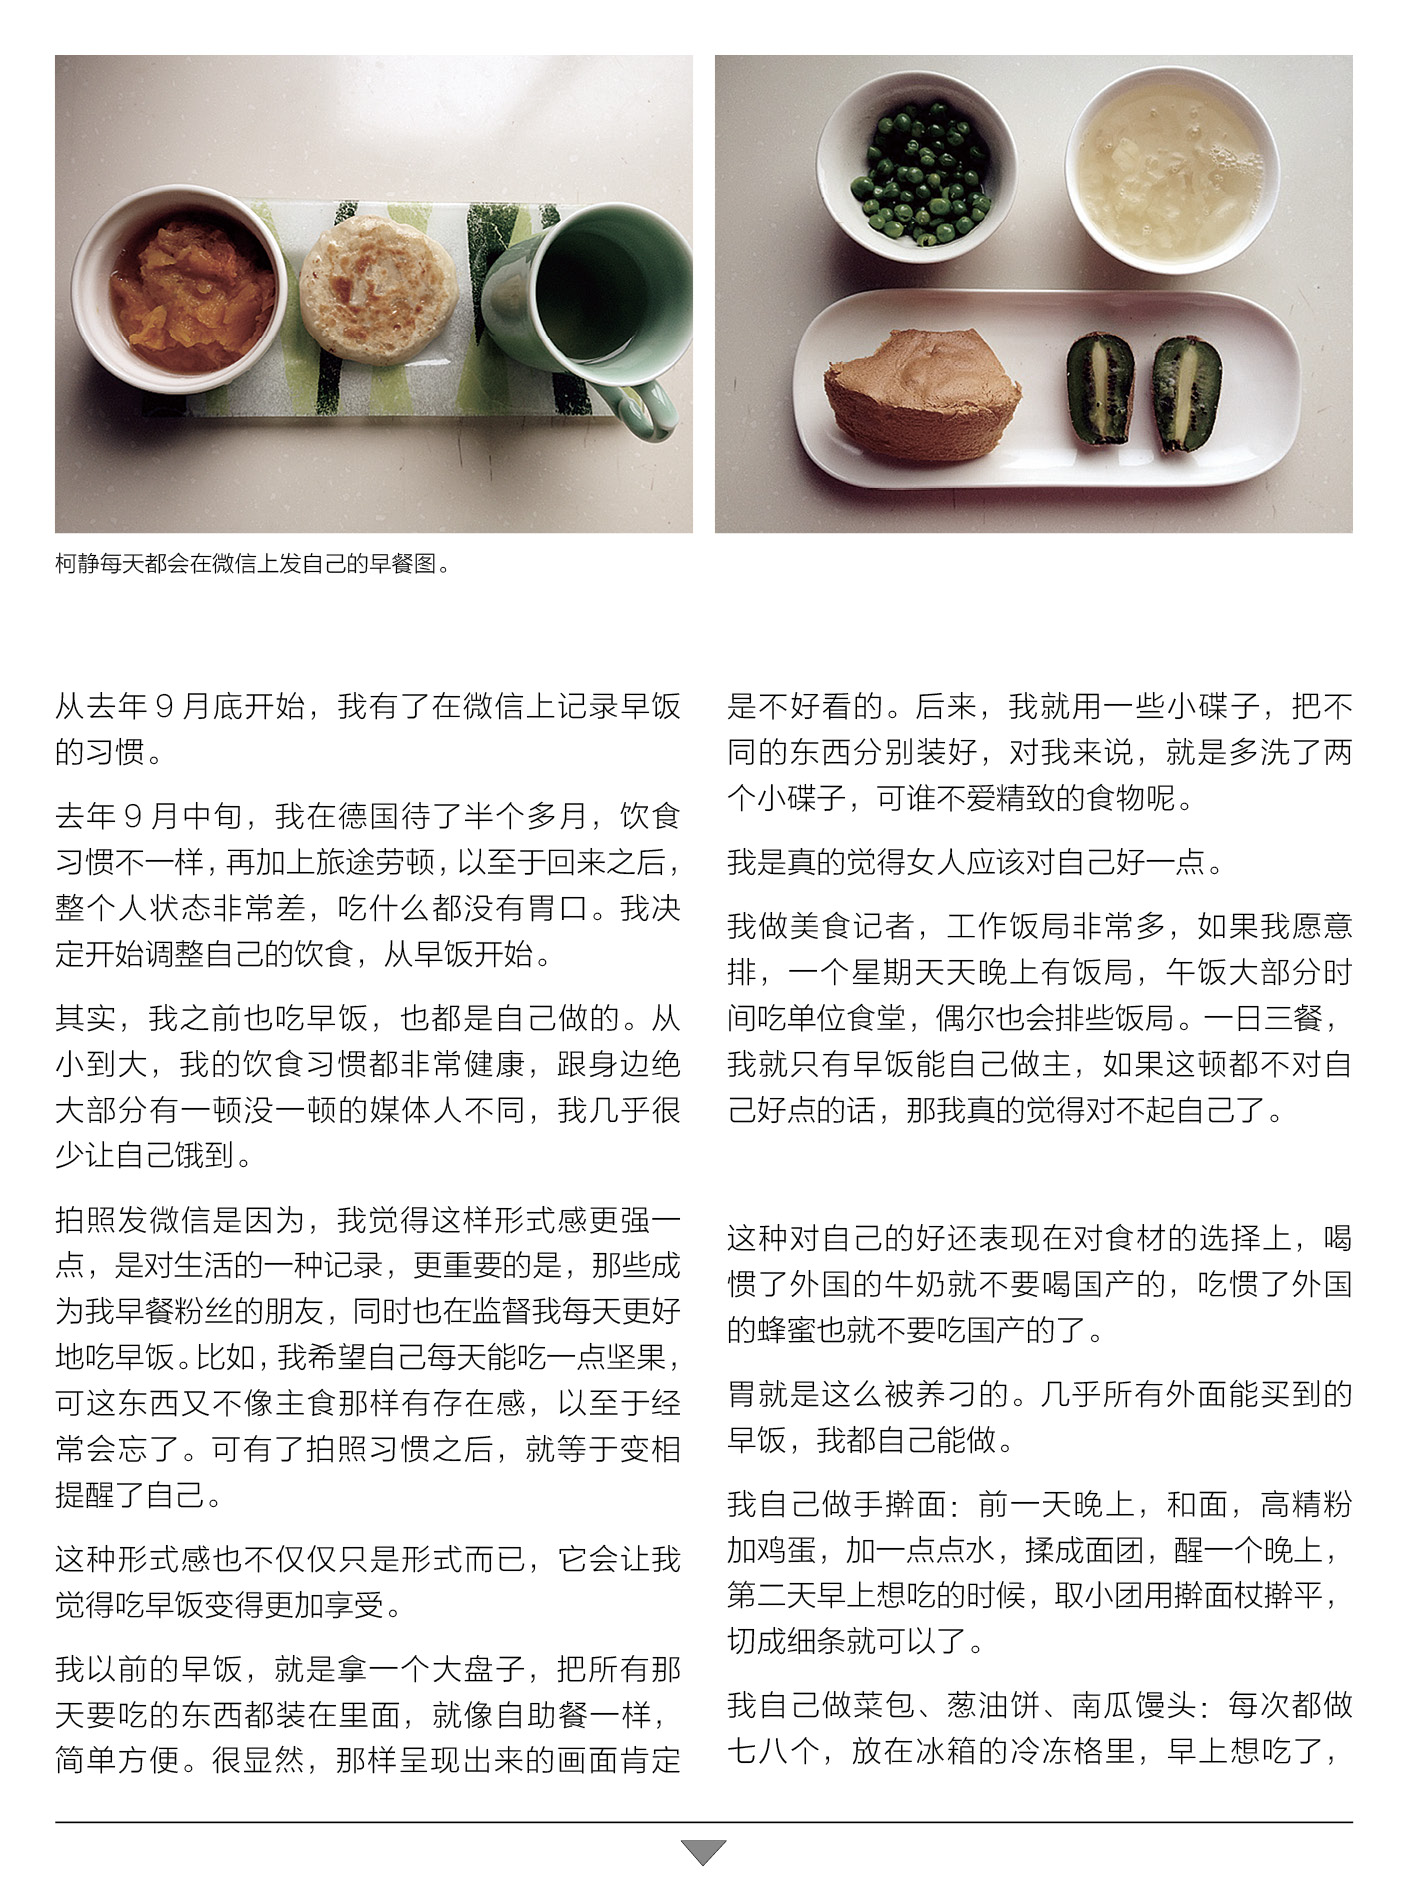 柯静每天都会在微信上发自己的早餐图。
从去年9月底开始，我有了在微信上记录早饭
的习惯。
去年9月中旬，我在德国待了半个多月，饮食
习惯不一样，再加上旅途劳顿，以至于回来之后，
整个人状态非常差，吃什么都没有胃口。我决
定开始调整自己的饮食，从早饭开始。
其实，我之前也吃早饭，也都是自己做的。从
小到大，我的饮食习惯都非常健康，跟身边绝
大部分有一顿没一顿的媒体人不同，我几乎很
少让自己饿到。
拍照发微信是因为，我觉得这样形式感更强一
点，是对生活的一种记录，更重要的是，那些成
为我早餐粉丝的朋友，同时也在监督我每天更好
地吃早饭。比如，我希望自己每天能吃一点坚果，
可这东西又不像主食那样有存在感，以至于经
常会忘了。可有了拍照习惯之后，就等于变相
提醒了自己。
这种形式感也不仅仅只是形式而已，它会让我
觉得吃早饭变得更加享受。
我以前的早饭，就是拿一个大盘子，把所有那
天要吃的东西都装在里面，就像自助餐一样，
简单方便。很显然，那样呈现出来的画面肯定
是不好看的。后来，我就用一些小碟子，把不
同的东西分别装好，对我来说，就是多洗了两
个小碟子，可谁不爱精致的食物呢。
我是真的觉得女人应该对自己好一点。
我做美食记者，工作饭局非常多，如果我愿意
排，一个星期天天晚上有饭局，午饭大部分时
间吃单位食堂，偶尔也会排些饭局。一日三餐，
我就只有早饭能自己做主，如果这顿都不对自
己好点的话，那我真的觉得对不起自己了。
这种对自己的好还表现在对食材的选择上，喝
惯了外国的牛奶就不要喝国产的，吃惯了外国
的蜂蜜也就不要吃国产的了。
胃就是这么被养刁的。几乎所有外面能买到的
早饭，我都自己能做。
我自己做手擀面：前一天晚上，和面，高精粉
加鸡蛋，加一点点水，揉成面团，醒一个晚上，
第二天早上想吃的时候，取小团用擀面杖擀平，
切成细条就可以了。
我自己做菜包、葱油饼、南瓜馒头：每次都做
七八个，放在冰箱的冷冻格里，早上想吃了，